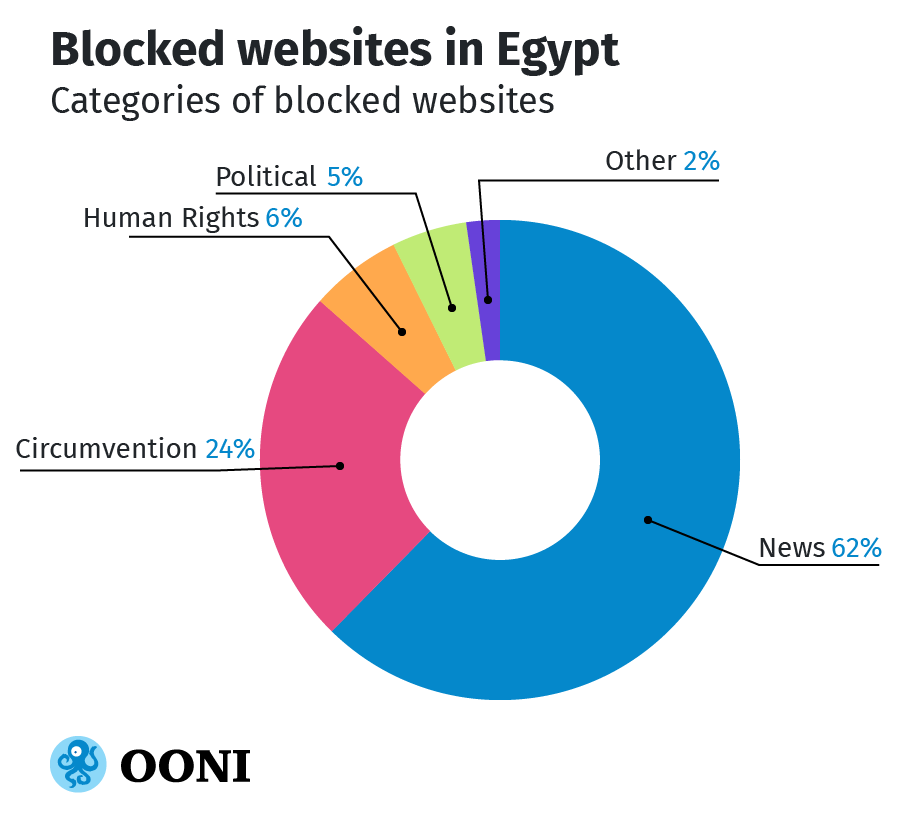 Blocked websites in Egypt
Categories of blocked websites
Other 2%
Political 5%
Human Rights 6%
Circumvention 24%
News 62%
OONI